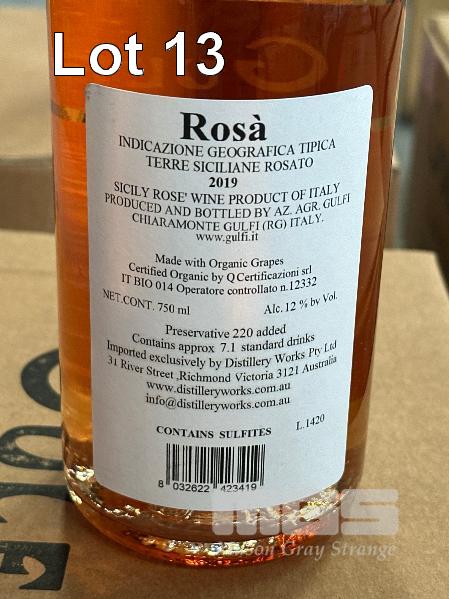 Lot 13
Rosà
INDICAZIONE GEOGRAFICA TIPICA
TERRE SICILIANE ROSATO
2019
SICILY ROSE' WINE PRODUCT OF ITALY
PRODUCED AND BOTTLED BY AZ. AGR. GULFI
CHIARAMONTE GULFI (RG) ITALY.
www.gulfi.it
Made with Organic Grapes
Certified Organic by QCertificazioni srl
IT BIO 014 Operatore controllato n.12332
NET.CONT. 750 ml Alc. 12 % by Vol.
Preservative 220 added
Contains approx 7.1 standard drinks
Imported exclusively by Distillery Works Pty Ltd
31 River Street ,Richmond Victoria 3121 Australia
www.distilleryworks.com.au
info@distilleryworks.com.au
CONTAINS SULFITES L.1420
8 032622 423419
Gray Strange